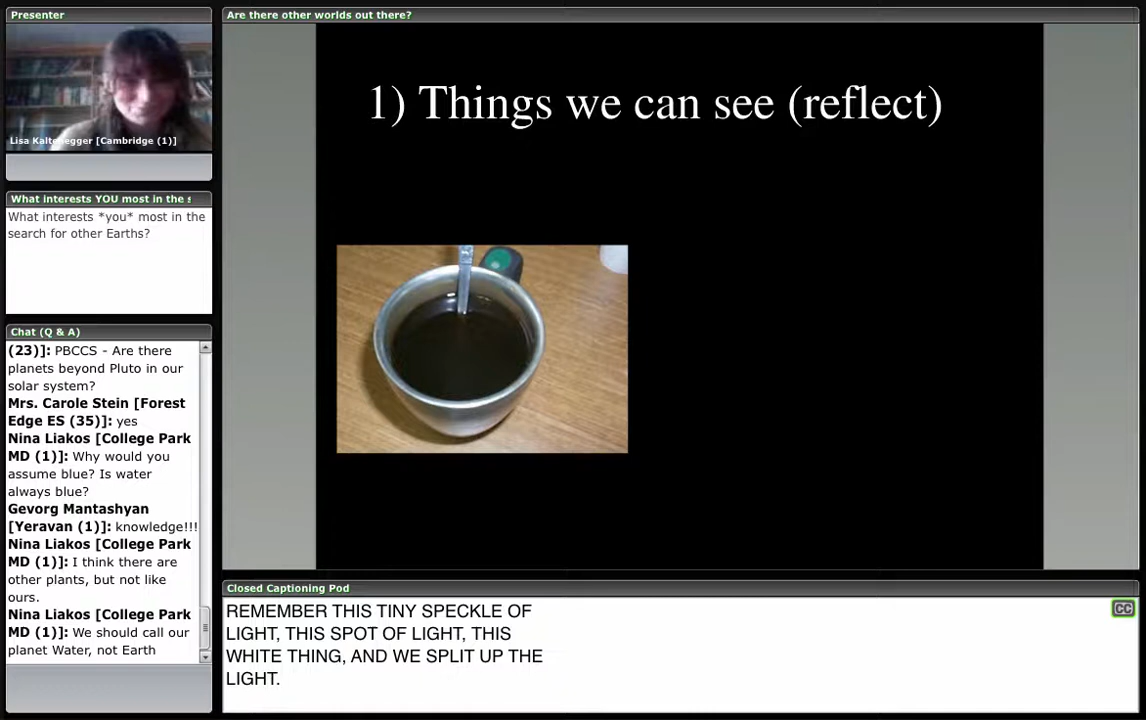 Presenter
Lisa Kaltenegger [Cambridge (1)]
What interests YOU most in the s
What interests *you* most in the
search for other Earths?
Chat (Q & A)
(23)]: PBCCS - Are there
planets beyond Pluto in our
solar system?
Mrs. Carole Stein [Forest
Edge ES (35)]: yes
Nina Liakos [College Park
MD (1)]: Why would you
assume blue? Is water
always blue?
Gevorg Mantashyan
[Yeravan (1)]: knowledge!!!
Nina Liakos [College Park
MD (1)]: I think there are
other plants, but not like
ours.
Nina Liakos [College Park
MD (1)]: We should call our
planet Water, not Earth
Are there other worlds out there?
1) Things we can see (reflect)
Closed Captioning Pod
REMEMBER THIS TINY SPECKLE OF
LIGHT, THIS SPOT OF LIGHT, THIS
WHITE THING, AND WE SPLIT UP THE
LIGHT.
CC